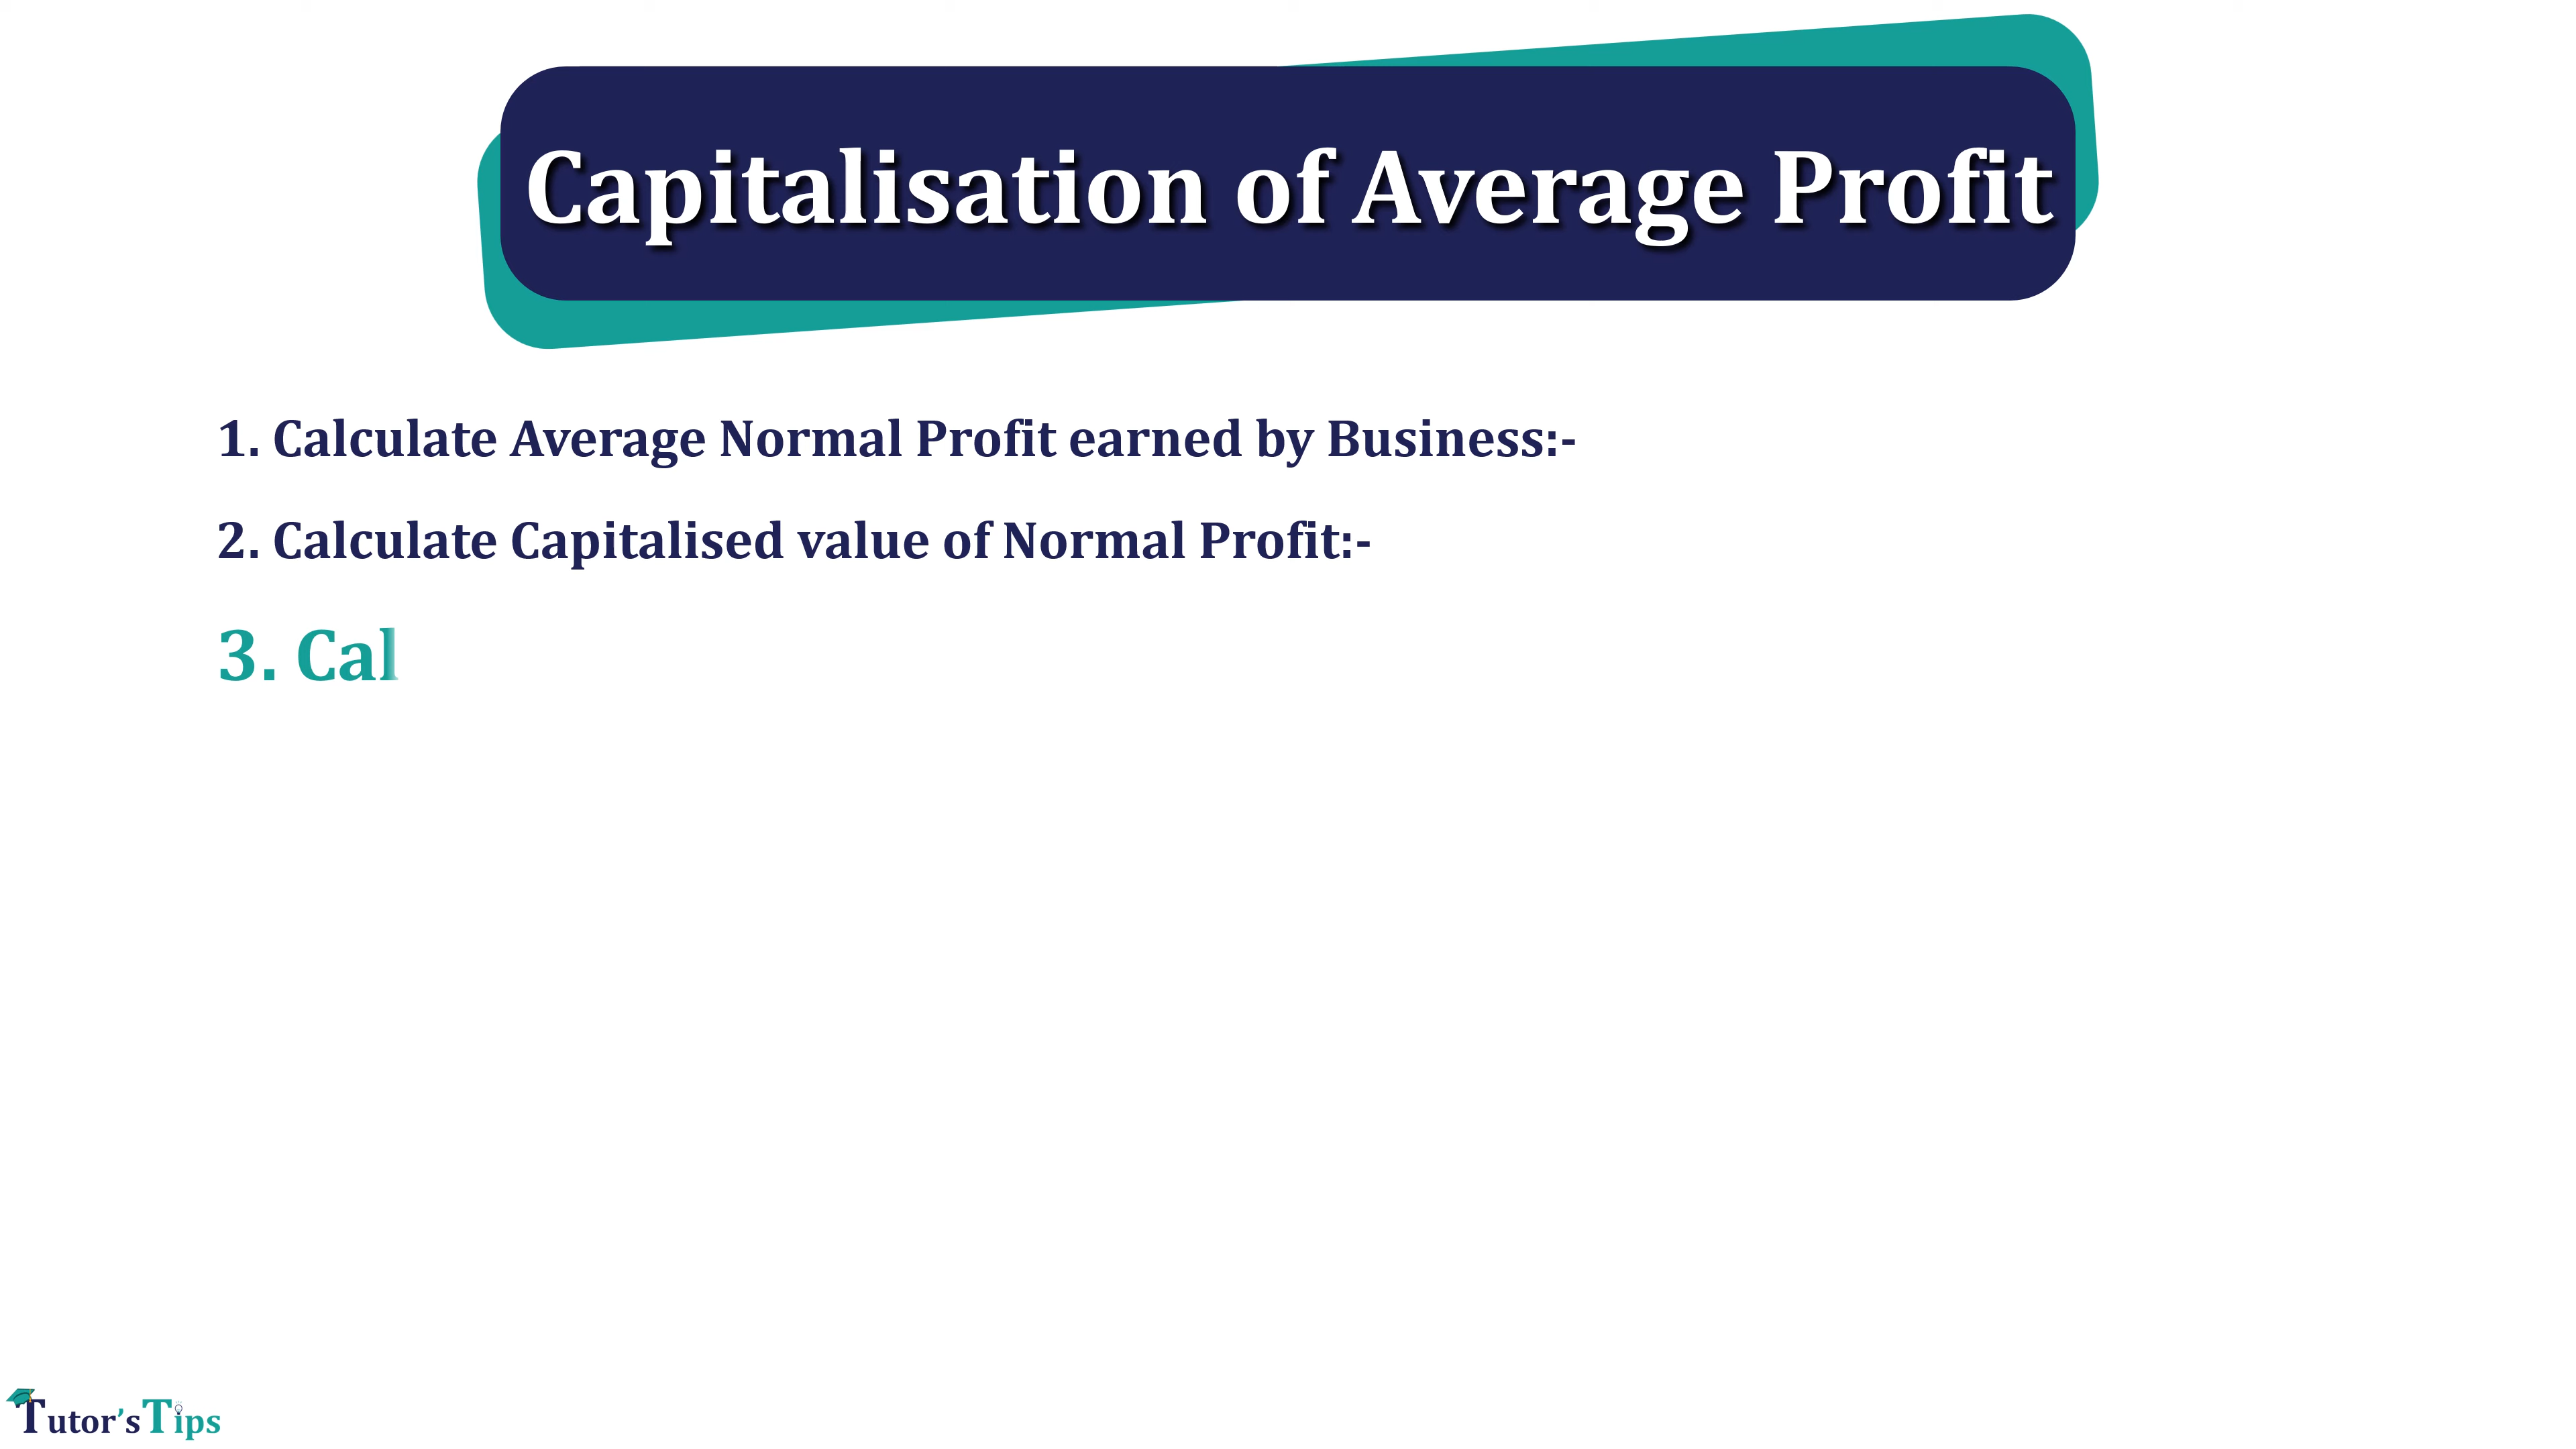 Capitalisation of Average Profit
1. Calculate Average Normal Profit earned by Business:-
2. Calculate Capitalised value of Normal Profit:-
3. Cal
Tutor's Tips